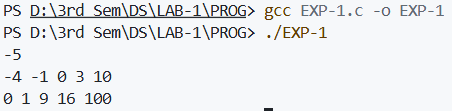 PS D:\3rd Sem\DS\LAB-1\PROG> gcc EXP-1.c -o EXP-1
PS D:\3rd Sem\DS\LAB-1\PROG> ./EXP-1
-5
-4 -1 0 3 10
0 1 9 16 100